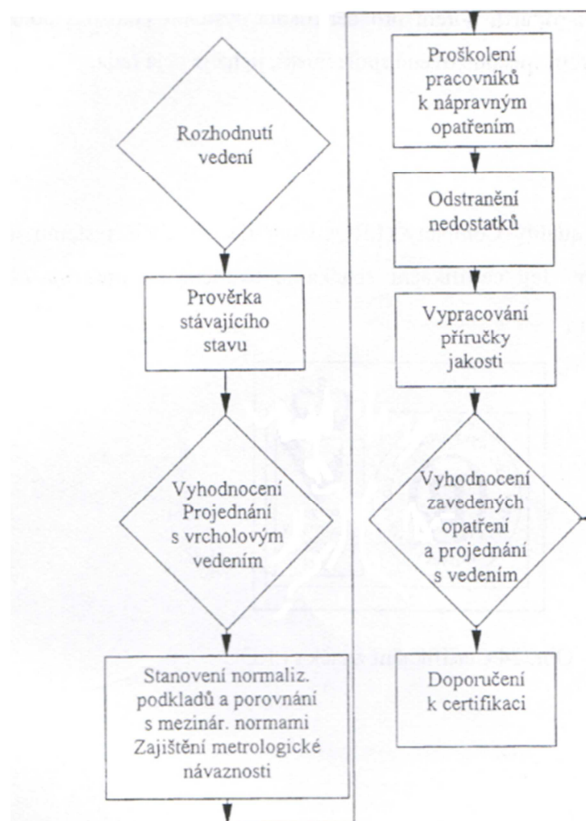 Rozhodnutí
vedení
Prověrka
stávajícího
stavu
Vyhodnocení
Projednání
s vrcholovým
vedením
Stanovení normaliz.
podkladů a porovnání
s mezinár. normami
Zajištění metrologické
návaznosti
Proškolení
pracovníků
k nápravným
opatřením
Odstranění
nedostatků
Vypracování
příručky
jakosti
Vyhodnocení
zavedených
opatření
a projednání
s vedením
Doporučení
k certifikaci